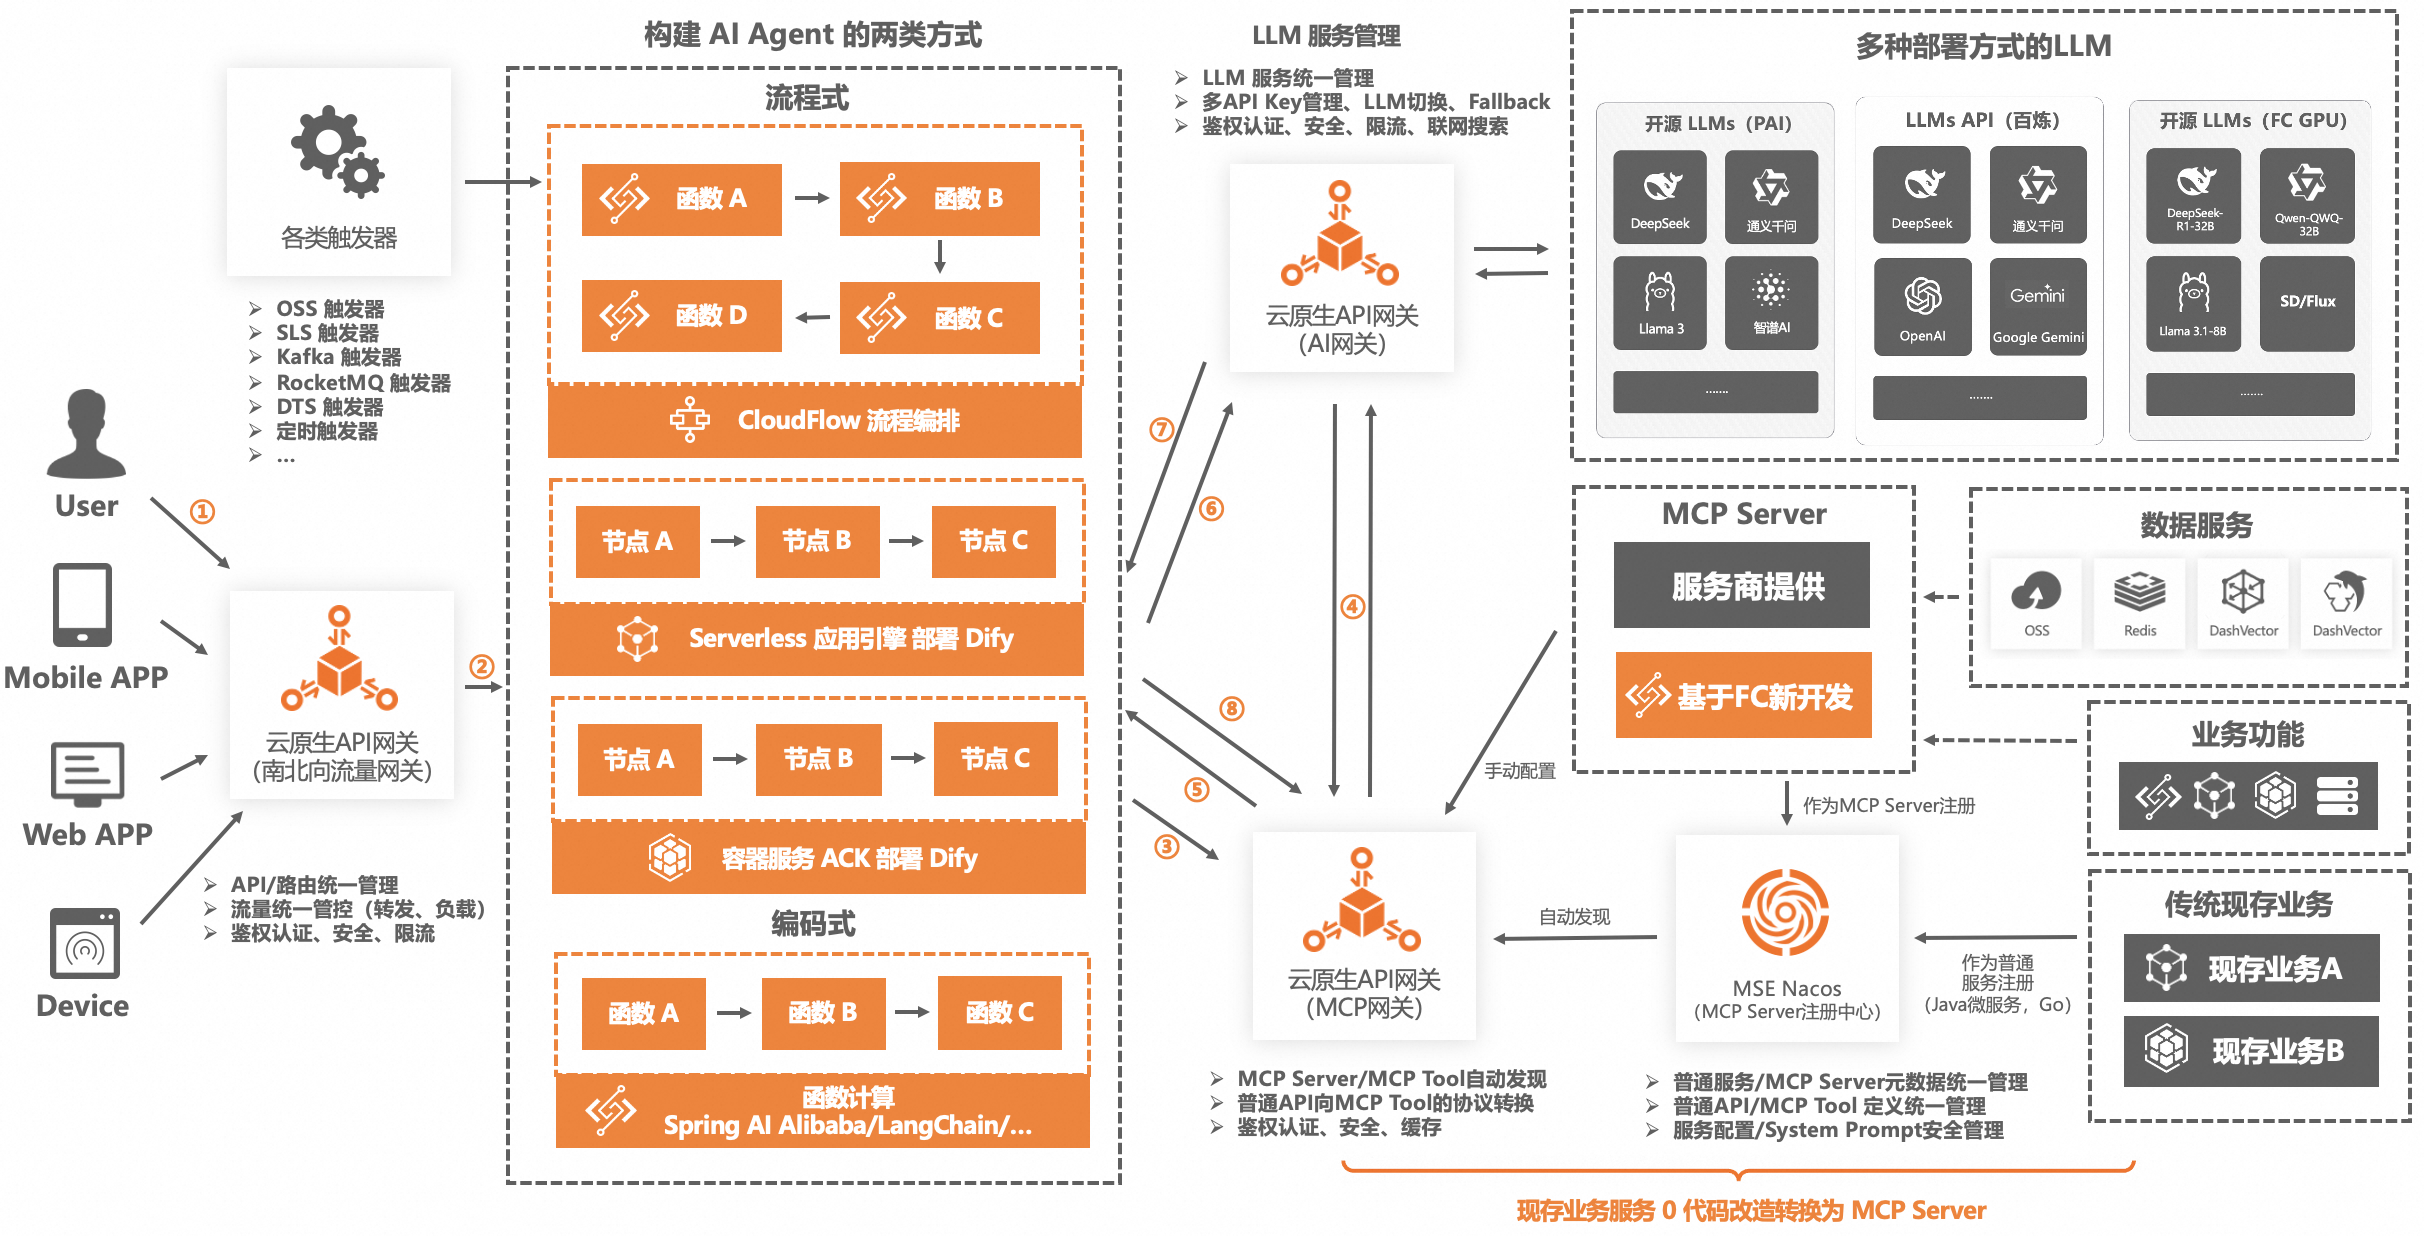 构建 AI Agent 的两类方式
流程式
函数 A
函数 B
函数 D
函数 C
CloudFlow 流程编排
节点 A
节点 B
节点 C
Serverless 应用引擎 部署 Dify
节点 A
节点 B
节点 C
容器服务 ACK 部署 Dify
编码式
函数 A
函数 B
函数 C
函数计算
Spring AI Alibaba/LangChain/...
各类触发器
➢ OSS 触发器
➢ SLS 触发器
➢ Kafka 触发器
➢ RocketMQ 触发器
➢ DTS 触发器
➢ 定时触发器
➢ ...
User
Mobile APP
Web APP
Device
①
②
云原生API网关
(南北向流量网关)
➢ API/路由统一管理
➢ 流量统一管控（转发、负载）
➢ 鉴权认证、安全、限流
LLM 服务管理
➢ LLM 服务统一管理
➢ 多API Key管理、LLM切换、Fallback
➢ 鉴权认证、安全、限流、联网搜索
云原生API网关
(AI网关)
⑦
⑥
④
⑧
⑤
③
多种部署方式的LLM
开源 LLMs（PAI）
DeepSeek
通义千问
Llama 3
智谱AI
.......
LLMs API（百炼）
DeepSeek
通义千问
OpenAI
Gemini
Google Gemini
.......
开源 LLMs（FC GPU）
DeepSeek-
R1-32B
Qwen-QWQ-
32B
Llama 3.1-8B
SD/Flux
.......
MCP Server
服务商提供
基于FC新开发
手动配置
作为MCP Server注册
数据服务
OSS
Redis
DashVector
DashVector
业务功能
传统现存业务
现存业务A
现存业务B
云原生API网关
(MCP网关)
自动发现
MSE Nacos
（MCP Server注册中心）
作为普通
服务注册
（Java微服务，Go）
➢ MCP Server/MCP Tool自动发现
➢ 普通API向MCP Tool的协议转换
➢ 鉴权认证、安全、缓存
➢ 普通服务/MCP Server元数据统一管理
➢ 普通API/MCP Tool 定义统一管理
➢ 服务配置/System Prompt安全管理
现存业务服务 0 代码改造转换为 MCP Server